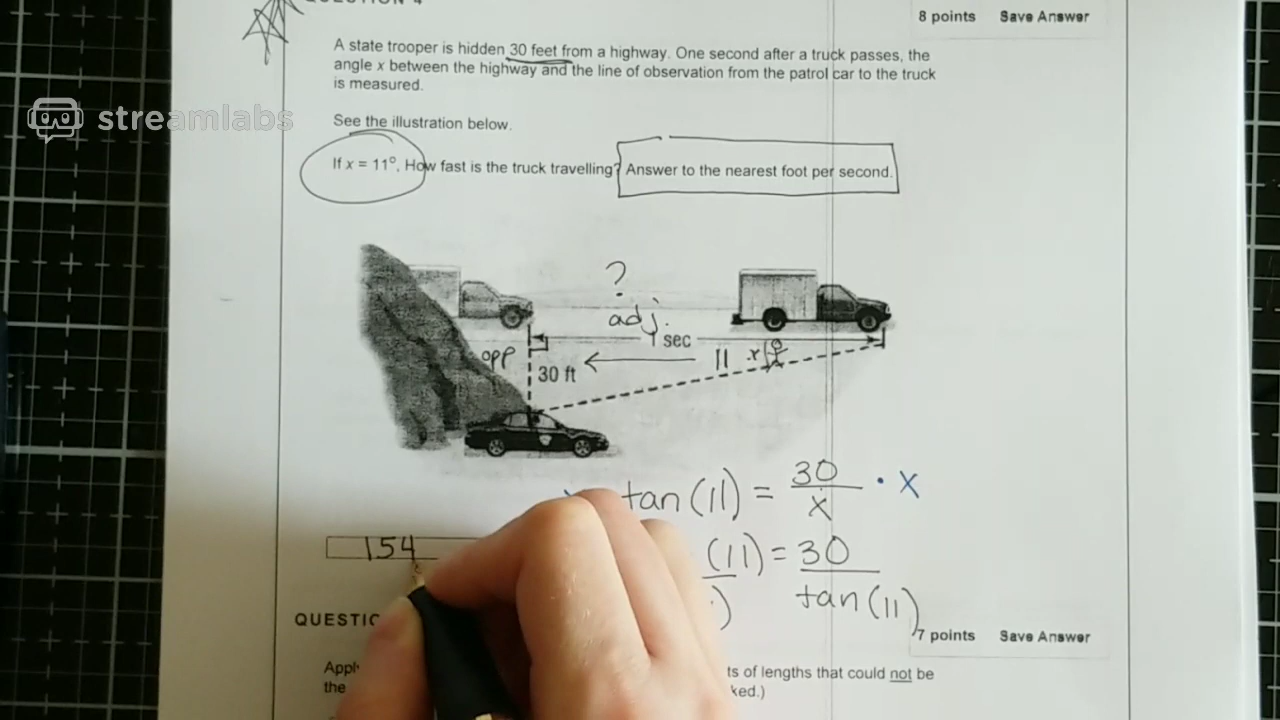 8 points Save Answer
A state trooper is hidden 30 feet from a highway. One second after a truck passes, the
angle x between the highway and the line of observation from the patrol car to the truck
is measured.
streamlabs
See the illustration below.
If x = 11°. How fast is the truck travelling? Answer to the nearest foot per second.
?
adj.
1 sec
opp
30 ft
11
x
tan (11) = 30/x · x
154
(11) = 30/tan(11)
7 points Save Answer
ts of lengths that could not be
the
ked.)